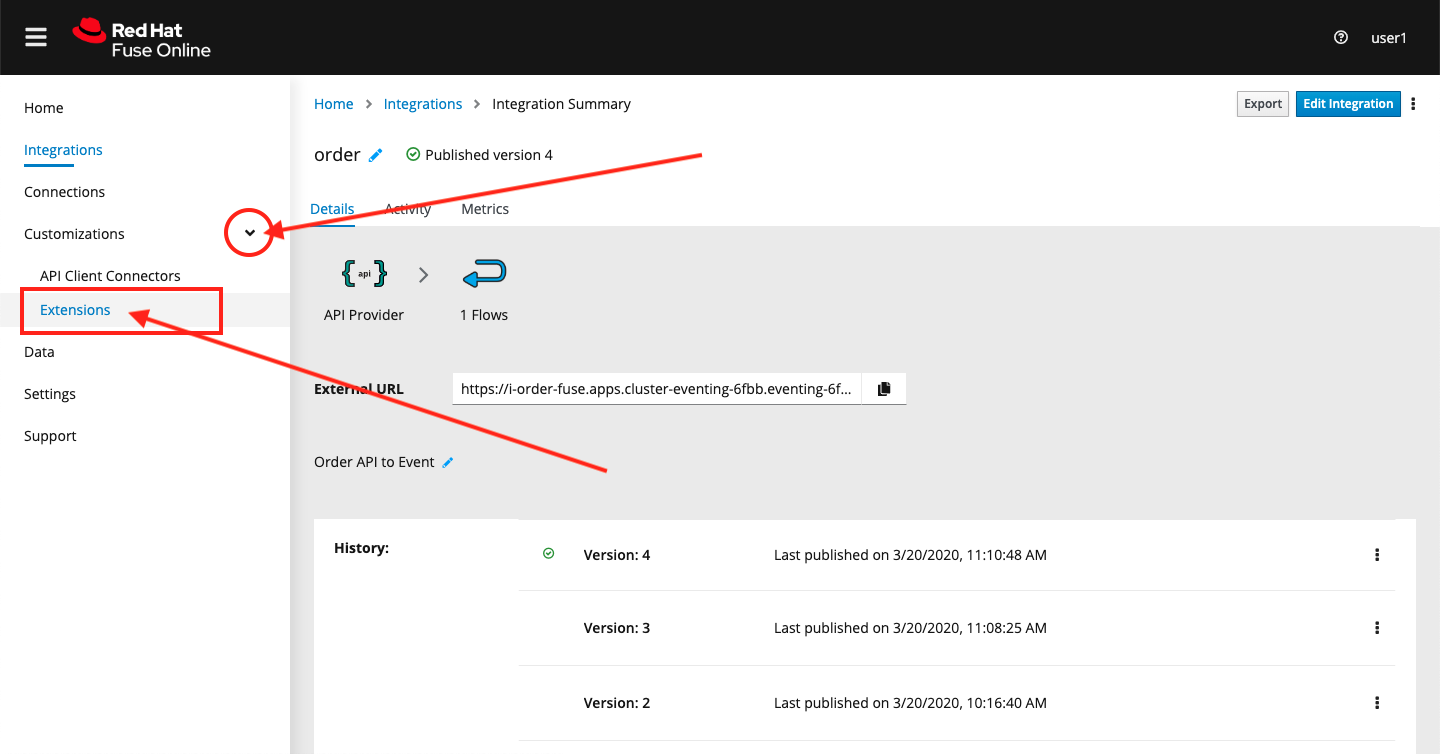 Red Hat
Fuse Online
user1
Home
Integrations
Connections
Customizations
API Client Connectors
Extensions
Data
Settings
Support
Home > Integrations > Integration Summary
Export
Edit Integration
order
Published version 4
Details Activity Metrics
api
API Provider
1 Flows
External URL
https://i-order-fuse.apps.cluster-eventing-6fbb.eventing-6f...
Order API to Event
History:
Version: 4 Last published on 3/20/2020, 11:10:48 AM
Version: 3 Last published on 3/20/2020, 11:08:25 AM
Version: 2 Last published on 3/20/2020, 10:16:40 AM